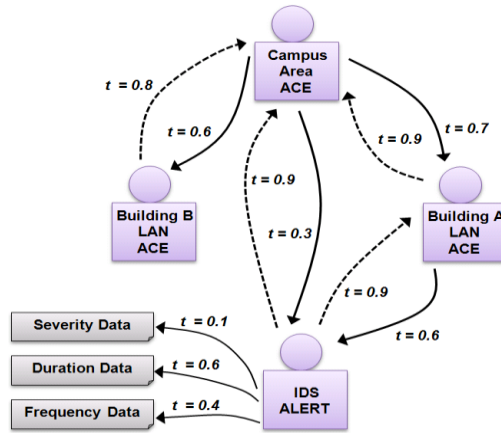 Campus
Area
ACE
t = 0.8
t = 0.6
t = 0.7
t = 0.9
t = 0.9
Building B
LAN
ACE
Building A
LAN
ACE
t = 0.3
t = 0.9
t = 0.6
Severity Data
t = 0.1
Duration Data
t = 0.6
Frequency Data
t = 0.4
IDS
ALERT